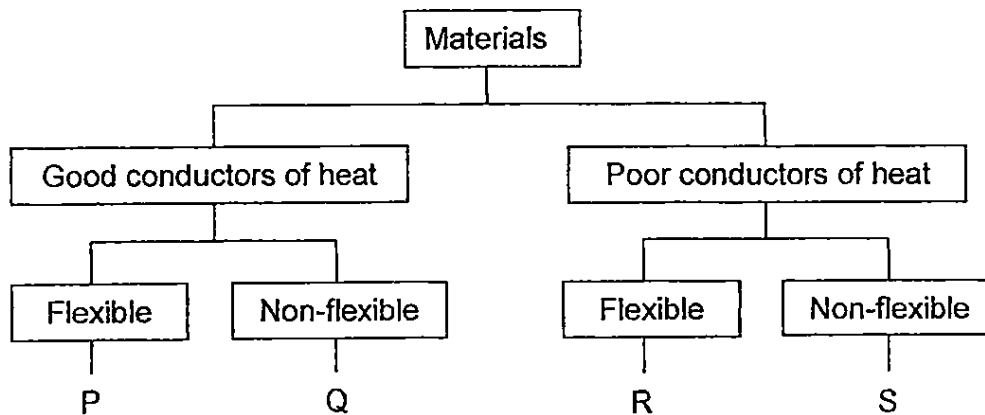 Materials
Good conductors of heat
Poor conductors of heat
Flexible
Non-flexible
Flexible
Non-flexible
P
Q
R
S